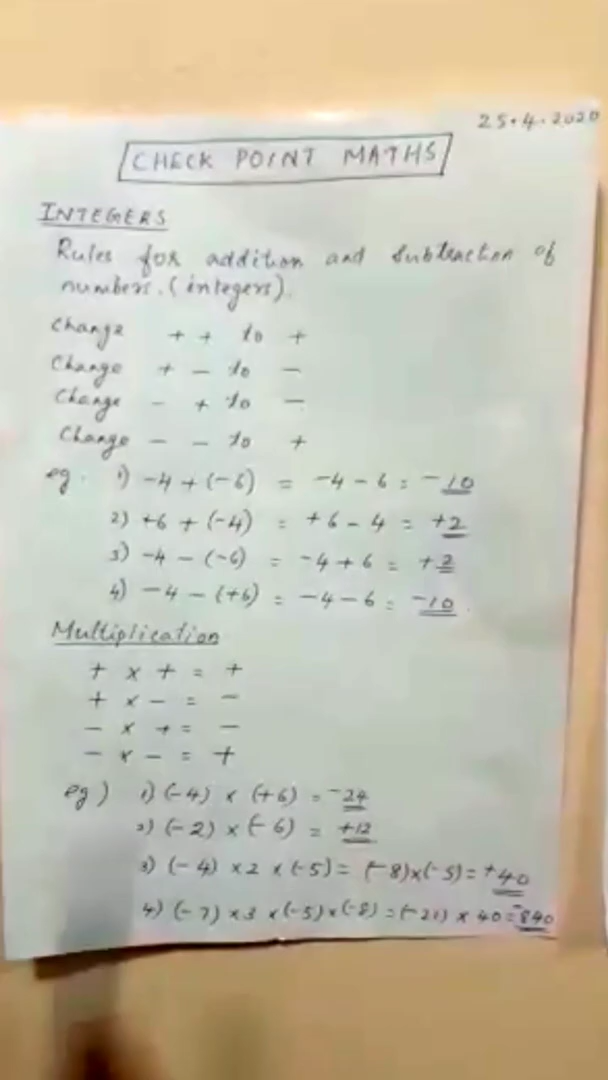 25.4.2020
CHECK POINT MATHS
INTEGERS
Rules for addition and subtraction of
numbers. (integers).
Change + + to +
Change + - to -
Change - + to -
Change - - to +
eg. 1) -4 + (-6) = -4 - 6 = -10
2) +6 + (-4) = +6 - 4 = +2
3) -4 - (-6) = -4 + 6 = +2
4) -4 - (+6) = -4 - 6 = -10
Multiplication
+ x + = +
+ x - = -
- x + = -
- x - = +
eg) 1) (-4) x (+6) = -24
2) (-2) x (-6) = +12
3) (-4) x 2 x (-5) = (-8) x (-5) = +40
4) (-7) x 3 x (-5) x (-8) = (-21) x 40 = -840